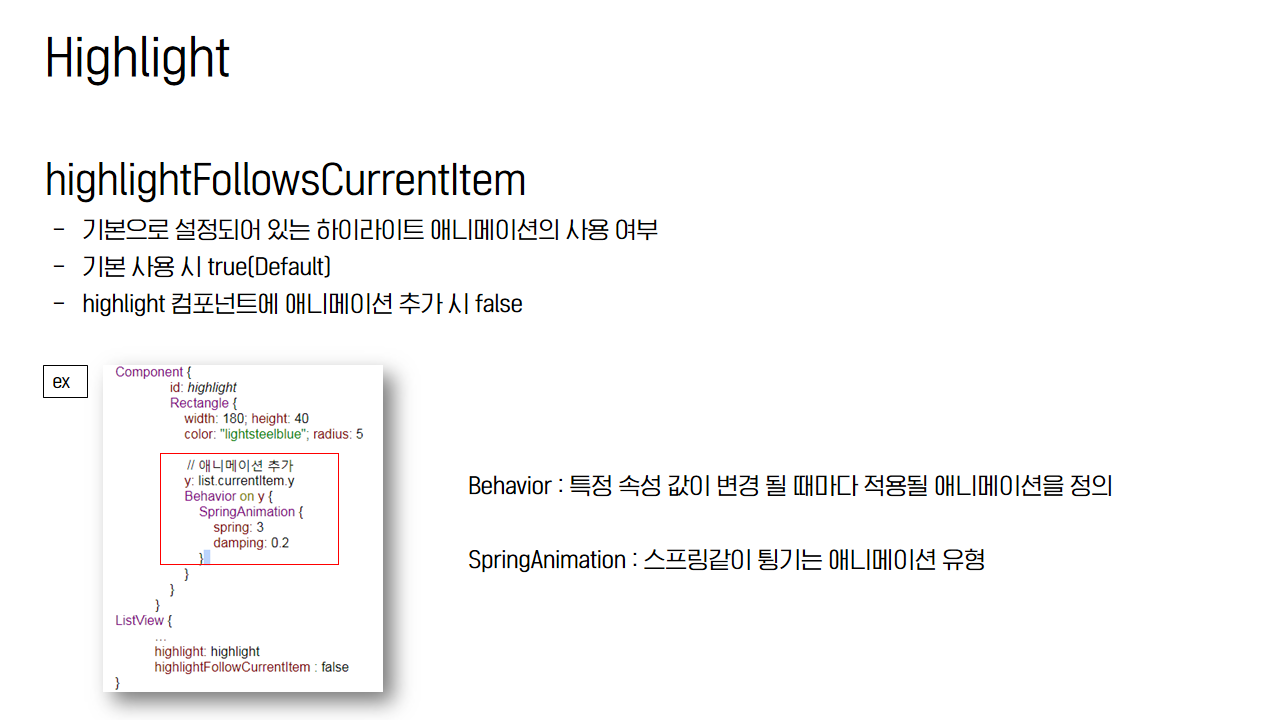 Highlight
highlightFollowsCurrentItem
- 기본으로 설정되어 있는 하이라이트 애니메이션의 사용 여부
- 기본 사용 시 true(Default)
- highlight 컴포넌트에 애니메이션 추가 시 false
ex
Component {
id: highlight
Rectangle {
width: 180; height: 40
color: "lightsteelblue"; radius: 5
// 애니메이션 추가
y: list.currentItem.y
Behavior on y {
SpringAnimation {
spring: 3
damping: 0.2
}
}
}
}
ListView {
...
highlight: highlight
highlightFollowCurrentItem : false
}
Behavior : 특정 속성 값이 변경 될 때마다 적용될 애니메이션을 정의
SpringAnimation : 스프링같이 튕기는 애니메이션 유형